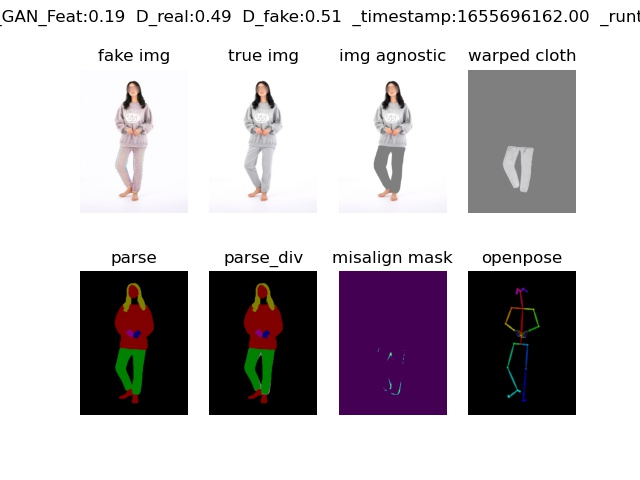 _GAN_Feat:0.19 D_real:0.49 D_fake:0.51 _timestamp:1655696162.00 _runt
fake img true img img agnostic warped cloth
parse parse_div misalign mask openpose